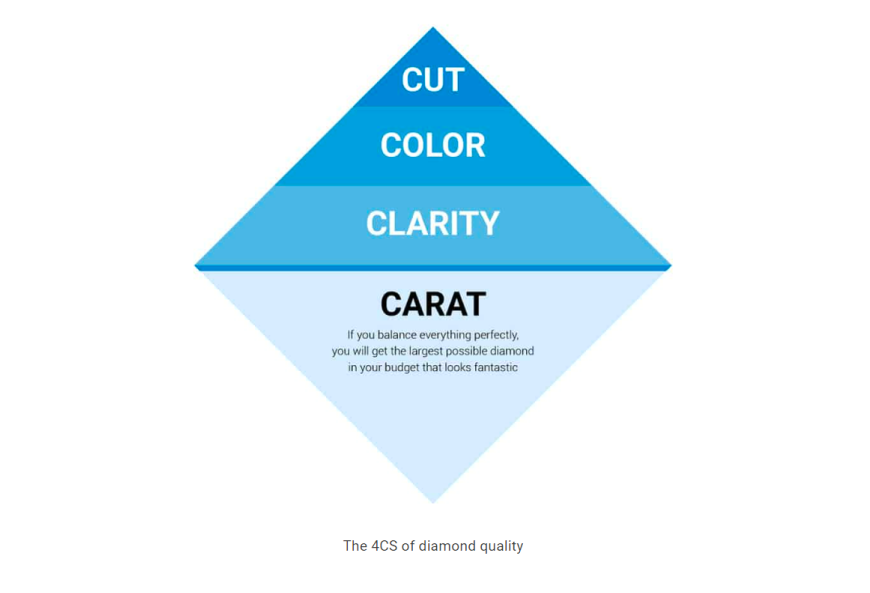 CUT
COLOR
CLARITY
CARAT
If you balance everything perfectly,
you will get the largest possible diamond
in your budget that looks fantastic
The 4CS of diamond quality